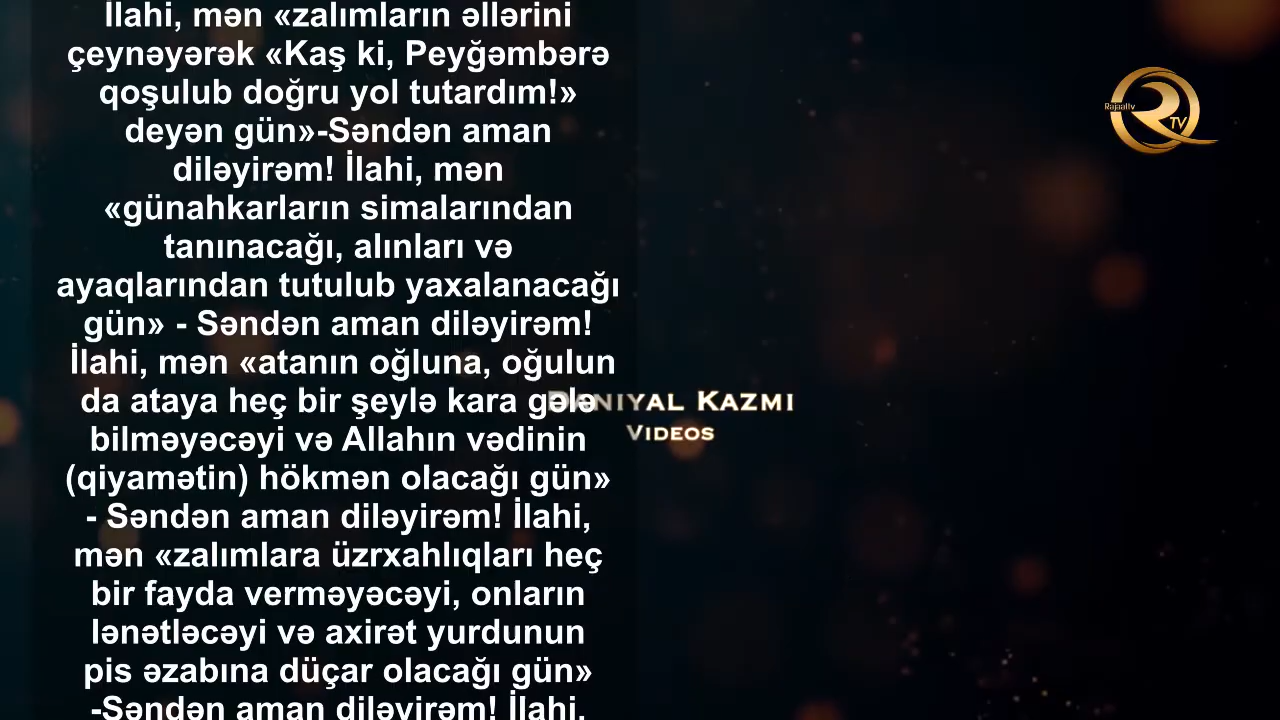 İlahi, mən «zalımların əllərini
çeynəyərək «Kaş ki, Peyğəmbərə
qoşulub doğru yol tutardım!»
deyən gün»-Səndən aman
diləyirəm! İlahi, mən
«günahkarların simalarından
tanınacağı, alınları və
ayaqlarından tutulub yaxalanacağı
gün» - Səndən aman diləyirəm!
İlahi, mən «atanın oğluna, oğulun
da ataya heç bir şeylə kara gələ
bilməyəcəyi və Allahın vədinin
(qiyamətin) hökmən olacağı gün»
- Səndən aman diləyirəm! İlahi,
mən «zalımlara üzrxahlıqları heç
bir fayda verməyəcəyi, onların
lənətləcəyi və axirət yurdunun
pis əzabına düçar olacağı gün»
-Səndən aman diləyirəm! İlahi,
Daniyal Kazmi
Videos
Rajaaltv
R TV